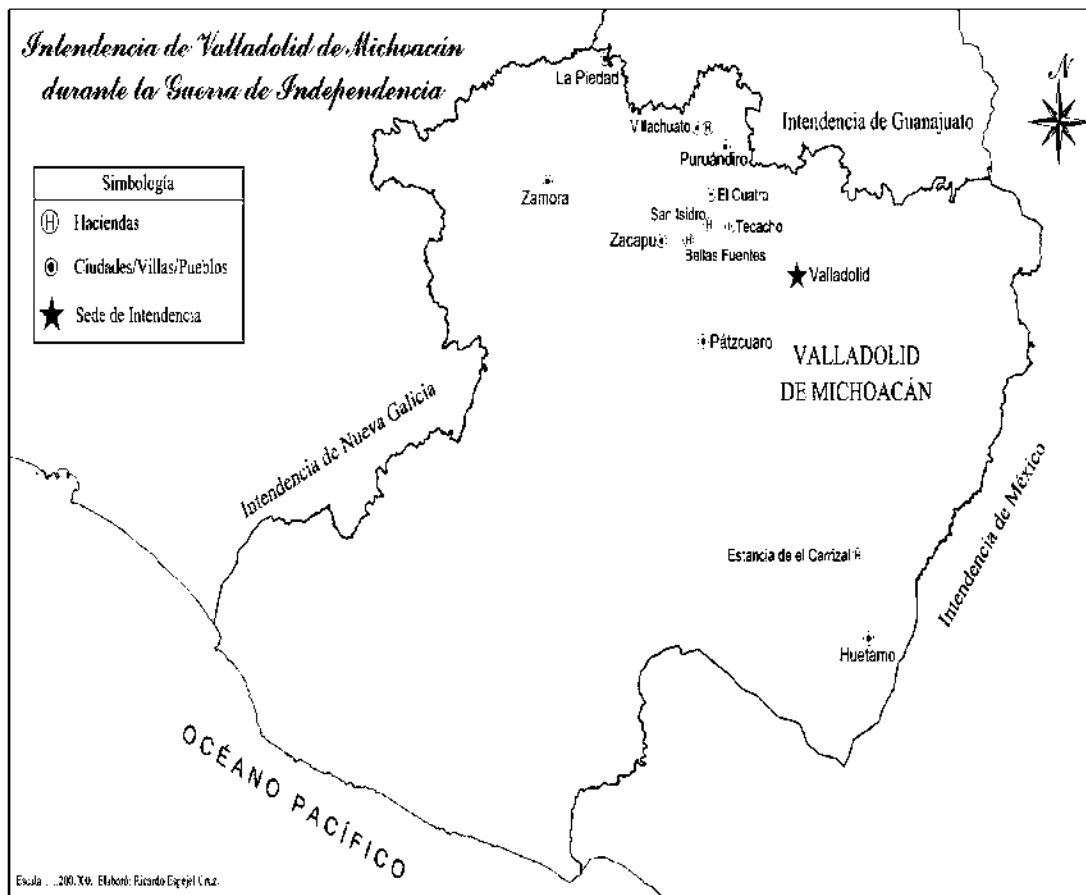 Intendencia de Valladolid de Michoacán
durante la Guerra de Independencia
La Piedad
N
Villachuato
Intendencia de Guanajuato
Puruándiro
Simbología
Zamora
El Cuatro
Haciendas
San Isidro
Tecacho
Zacapu
Bellas Fuentes
Ciudades/Villas/Pueblos
Valladolid
Sede de Intendencia
Pátzcuaro
VALLADOLID
DE MICHOACÁN
Intendencia de Nueva Galicia
Intendencia de México
Estancia de el Carrizal
Huetamo
OCÉANO PACÍFICO
Escala Elaboró: Ricardo Espejel Cruz.